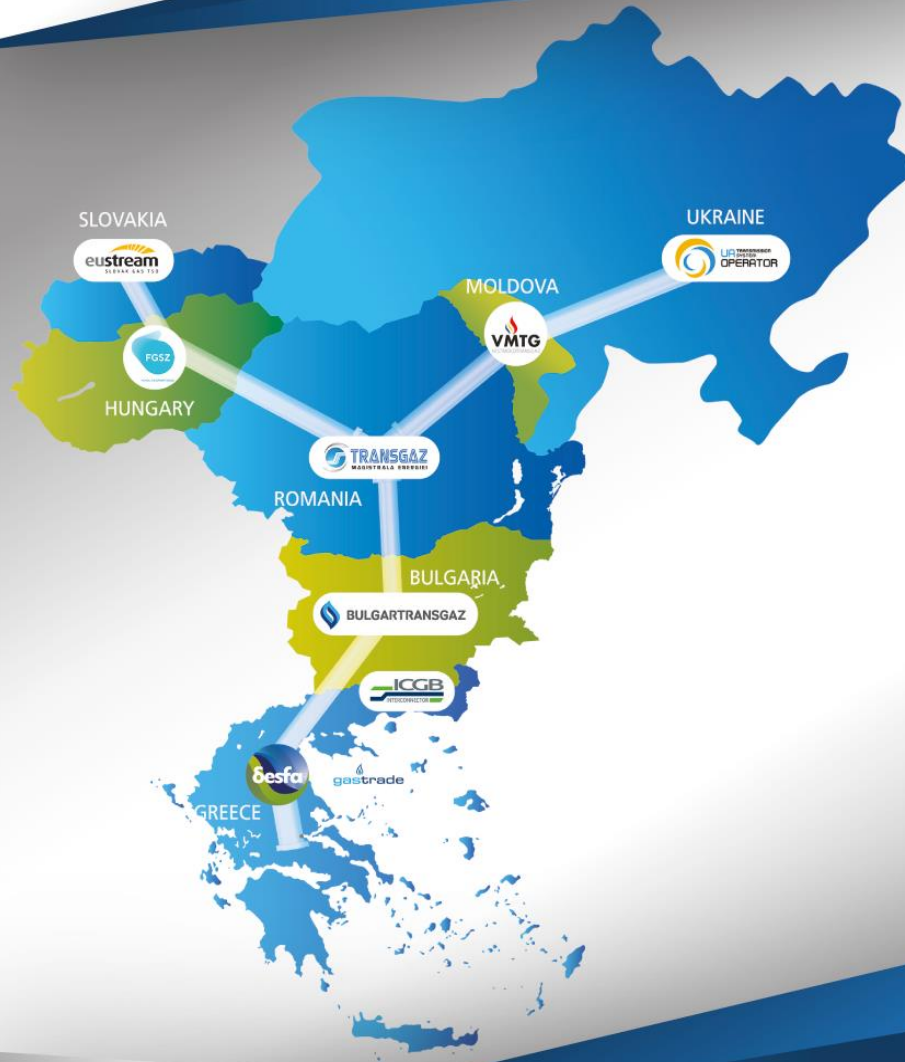 SLOVAKIA
eustream
SLOVAK GAS TSO
UKRAINE
UA TRANSMISSION
SYSTEM
OPERATOR
MOLDOVA
VMTG
FGSZ
HUNGARY
TRANSGAZ
MAGISTRALA ENERGIEI
ROMANIA
BULGARIA
BULGARTRANSGAZ
ICGB
INTERCONNECTOR
δesfa
gastrade
GREECE